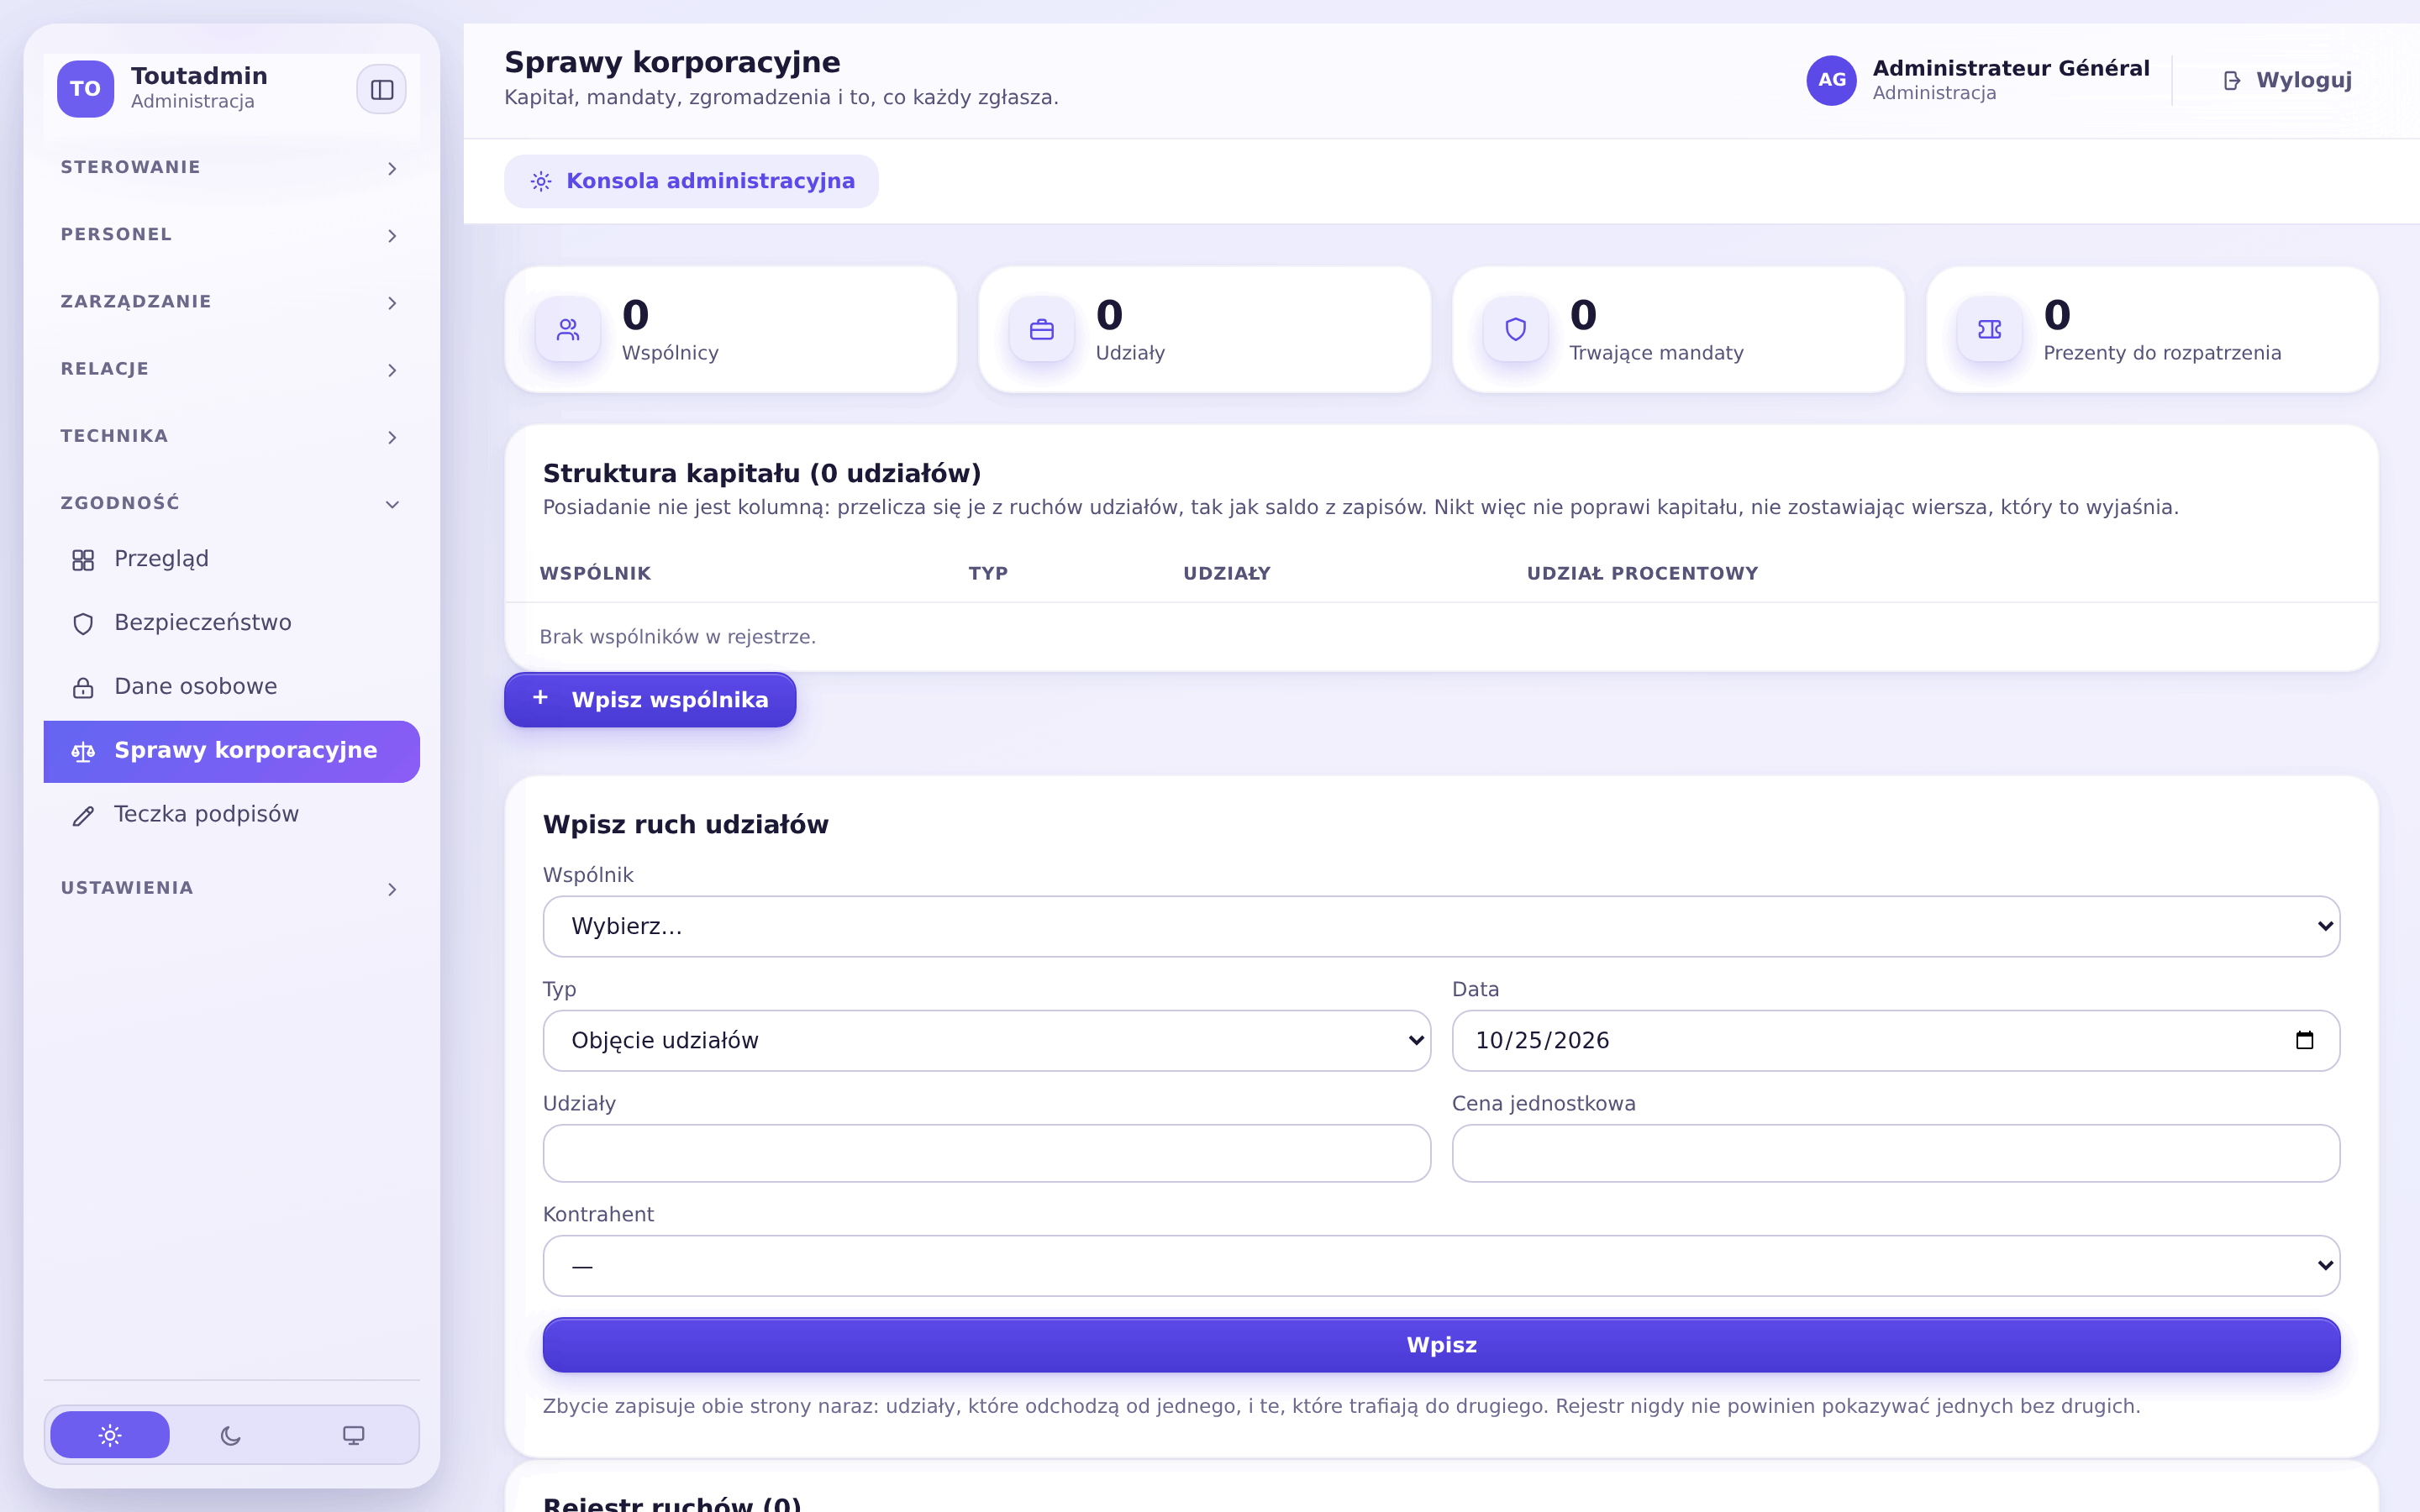 TO
Toutadmin
Administracja
STEROWANIE
PERSONEL
ZARZĄDZANIE
RELACJE
TECHNIKA
ZGODNOŚĆ
Przegląd
Bezpieczeństwo
Dane osobowe
Sprawy korporacyjne
Teczka podpisów
USTAWIENIA
Sprawy korporacyjne
Kapitał, mandaty, zgromadzenia i to, co każdy zgłasza.
AG
Administrateur Général
Administracja
Wyloguj
Konsola administracyjna
0
Wspólnicy
0
Udziały
0
Trwające mandaty
0
Prezenty do rozpatrzenia
Struktura kapitału (0 udziałów)
Posiadanie nie jest kolumną: przelicza się je z ruchów udziałów, tak jak saldo z zapisów. Nikt więc nie poprawi kapitału, nie zostawiając wiersza, który to wyjaśnia.
WSPÓLNIK TYP UDZIAŁY UDZIAŁ PROCENTOWY
Brak wspólników w rejestrze.
+ Wpisz wspólnika
Wpisz ruch udziałów
Wspólnik
Wybierz...
Typ Data
Objęcie udziałów 10/25/2026
Udziały Cena jednostkowa
Kontrahent
—
Wpisz
Zbycie zapisuje obie strony naraz: udziały, które odchodzą od jednego, i te, które trafiają do drugiego. Rejestr nigdy nie powinien pokazywać jednych bez drugich.
Rejestr ruchów (0)